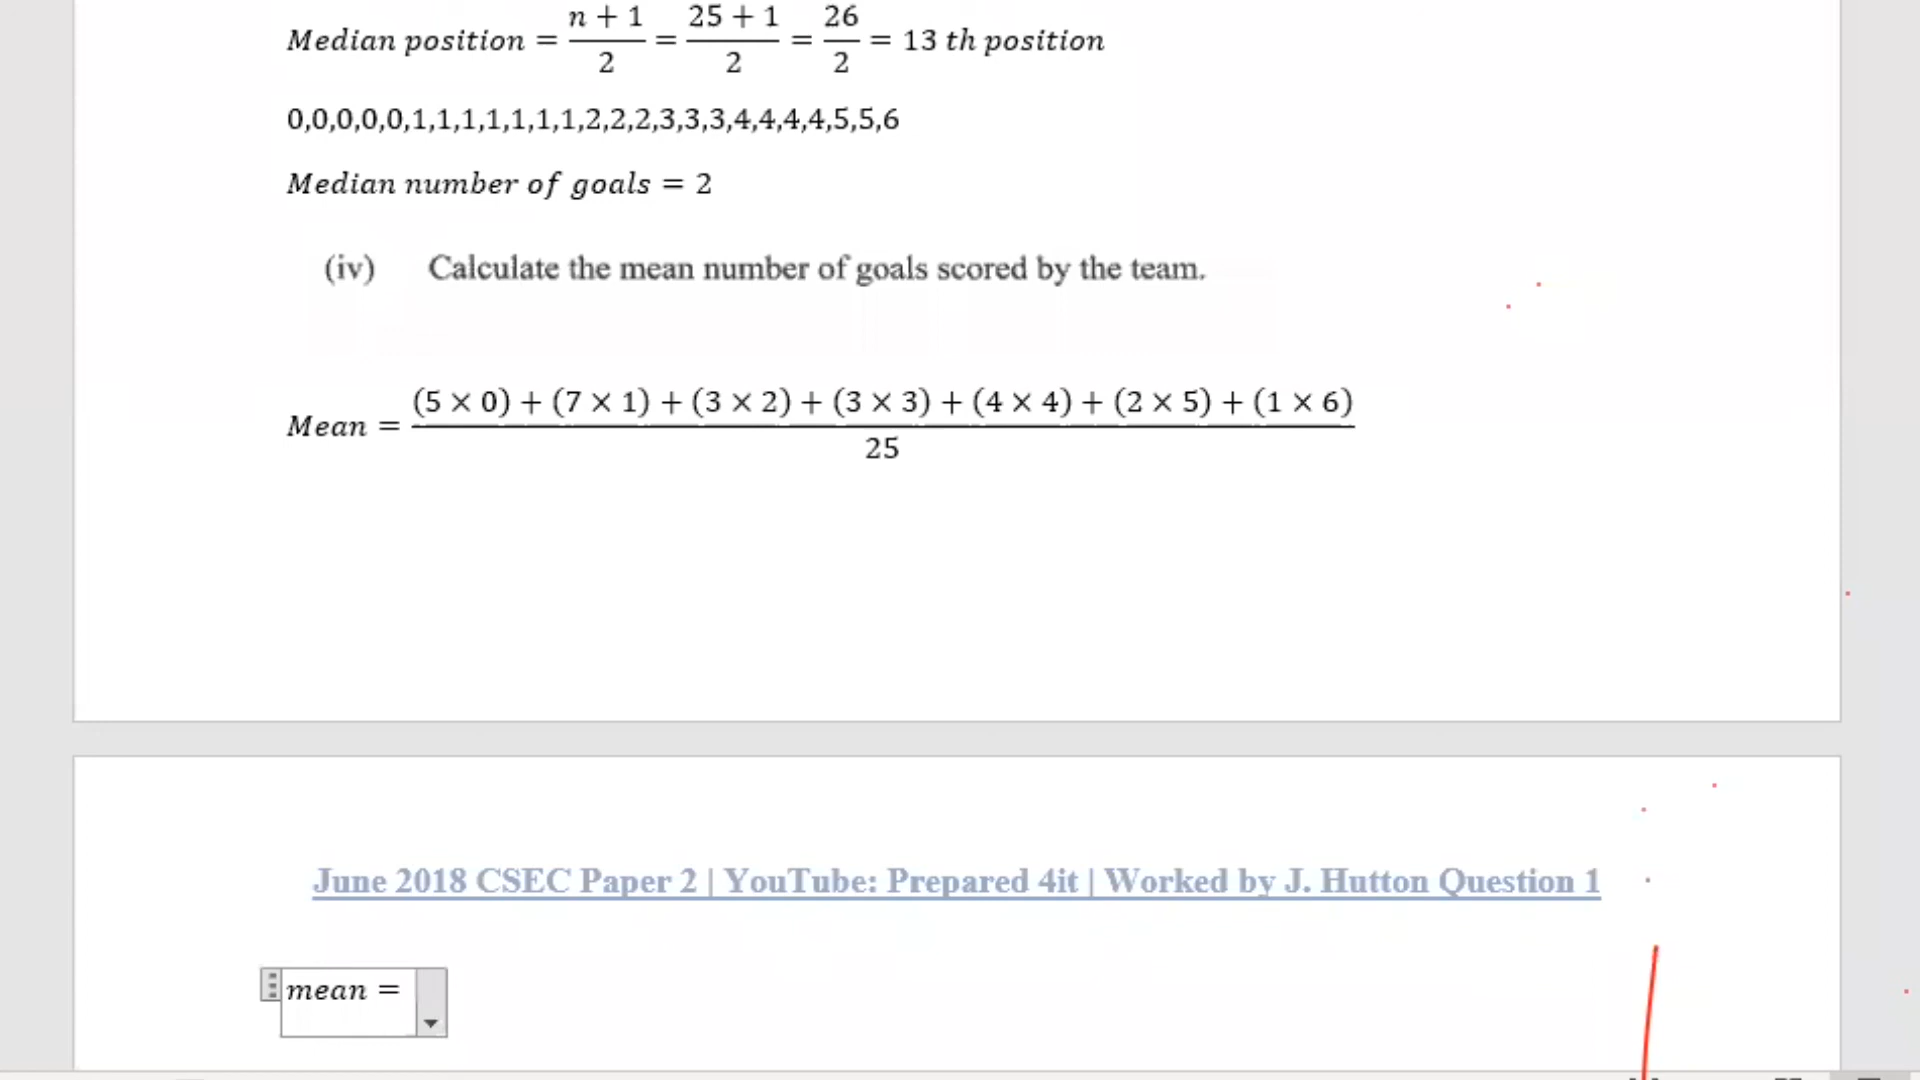 Median position = \frac{n + 1}{2} = \frac{25 + 1}{2} = \frac{26}{2} = 13 th position
0,0,0,0,0,1,1,1,1,1,1,1,2,2,2,3,3,3,4,4,4,4,5,5,6
Median number of goals = 2
(iv) Calculate the mean number of goals scored by the team.
Mean = \frac{(5 × 0) + (7 × 1) + (3 × 2) + (3 × 3) + (4 × 4) + (2 × 5) + (1 × 6)}{25}
June 2018 CSEC Paper 2 | YouTube: Prepared 4it | Worked by J. Hutton Question 1
mean =